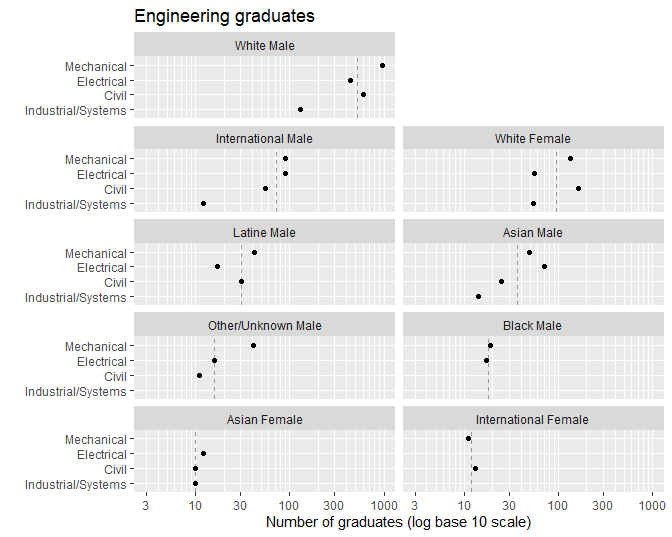 Engineering graduates
White Male
Mechanical
Electrical
Civil
Industrial/Systems
International Male
White Female
Mechanical
Electrical
Civil
Industrial/Systems
Latine Male
Asian Male
Mechanical
Electrical
Civil
Industrial/Systems
Other/Unknown Male
Black Male
Mechanical
Electrical
Civil
Industrial/Systems
Asian Female
International Female
Mechanical
Electrical
Civil
Industrial/Systems
3 10 30 100 300 1000 3 10 30 100 300 1000
Number of graduates (log base 10 scale)